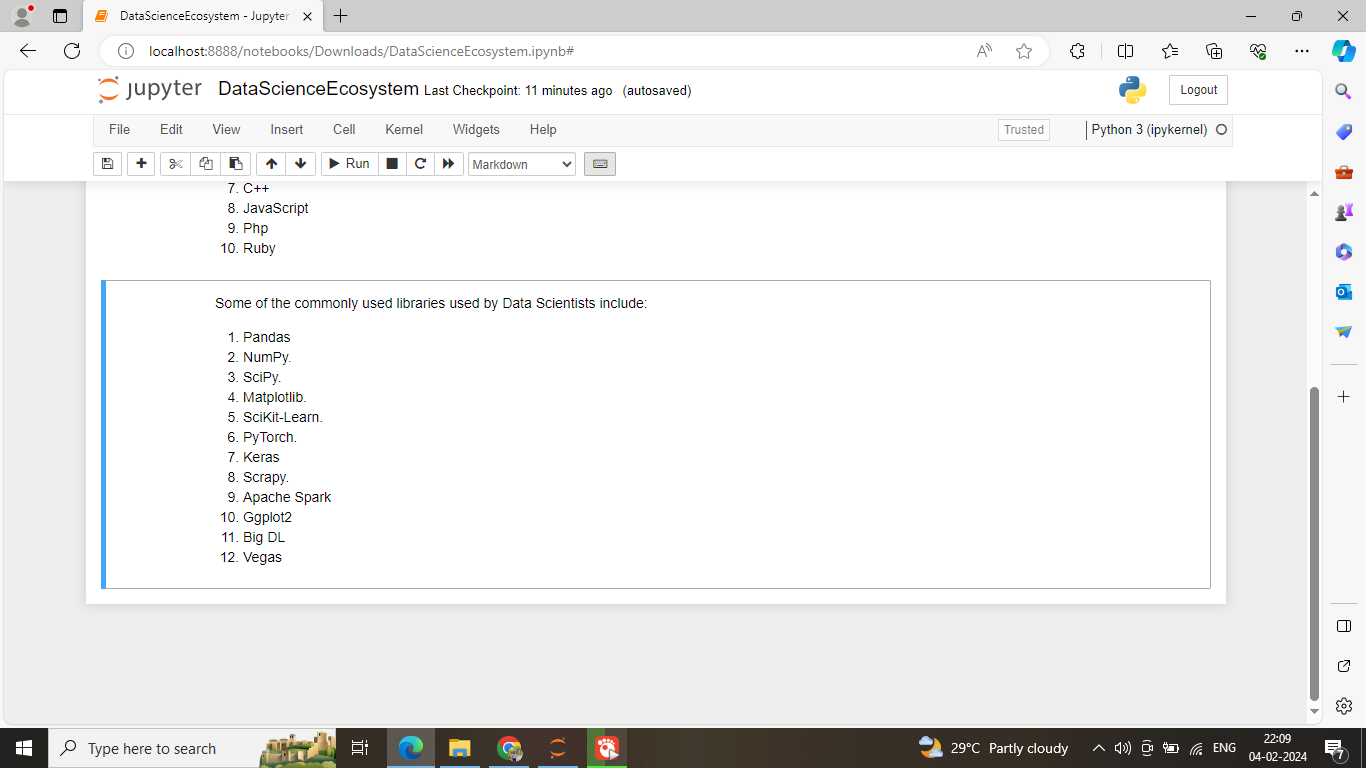 DataScienceEcosystem - Jupyter
localhost:8888/notebooks/Downloads/DataScienceEcosystem.ipynb#
jupyter DataScienceEcosystem Last Checkpoint: 11 minutes ago (autosaved)
Logout
File Edit View Insert Cell Kernel Widgets Help
Trusted Python 3 (ipykernel)
Run Markdown
7. C++
8. JavaScript
9. Php
10. Ruby
Some of the commonly used libraries used by Data Scientists include:
1. Pandas
2. NumPy.
3. SciPy.
4. Matplotlib.
5. SciKit-Learn.
6. PyTorch.
7. Keras
8. Scrapy.
9. Apache Spark
10. Ggplot2
11. Big DL
12. Vegas
Type here to search
29°C Partly cloudy
ENG
22:09
04-02-2024
7